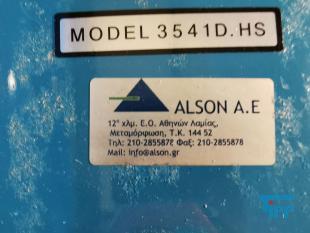 MODEL 3541D.HS
ALSON A.E
12° χλμ. Ε.Ο. Αθηνών Λαμίας,
Μεταμόρφωση, Τ.Κ. 144 52
Τηλ: 210-2855878 Φαξ: 210-2855878
Mail: info@alson.gr